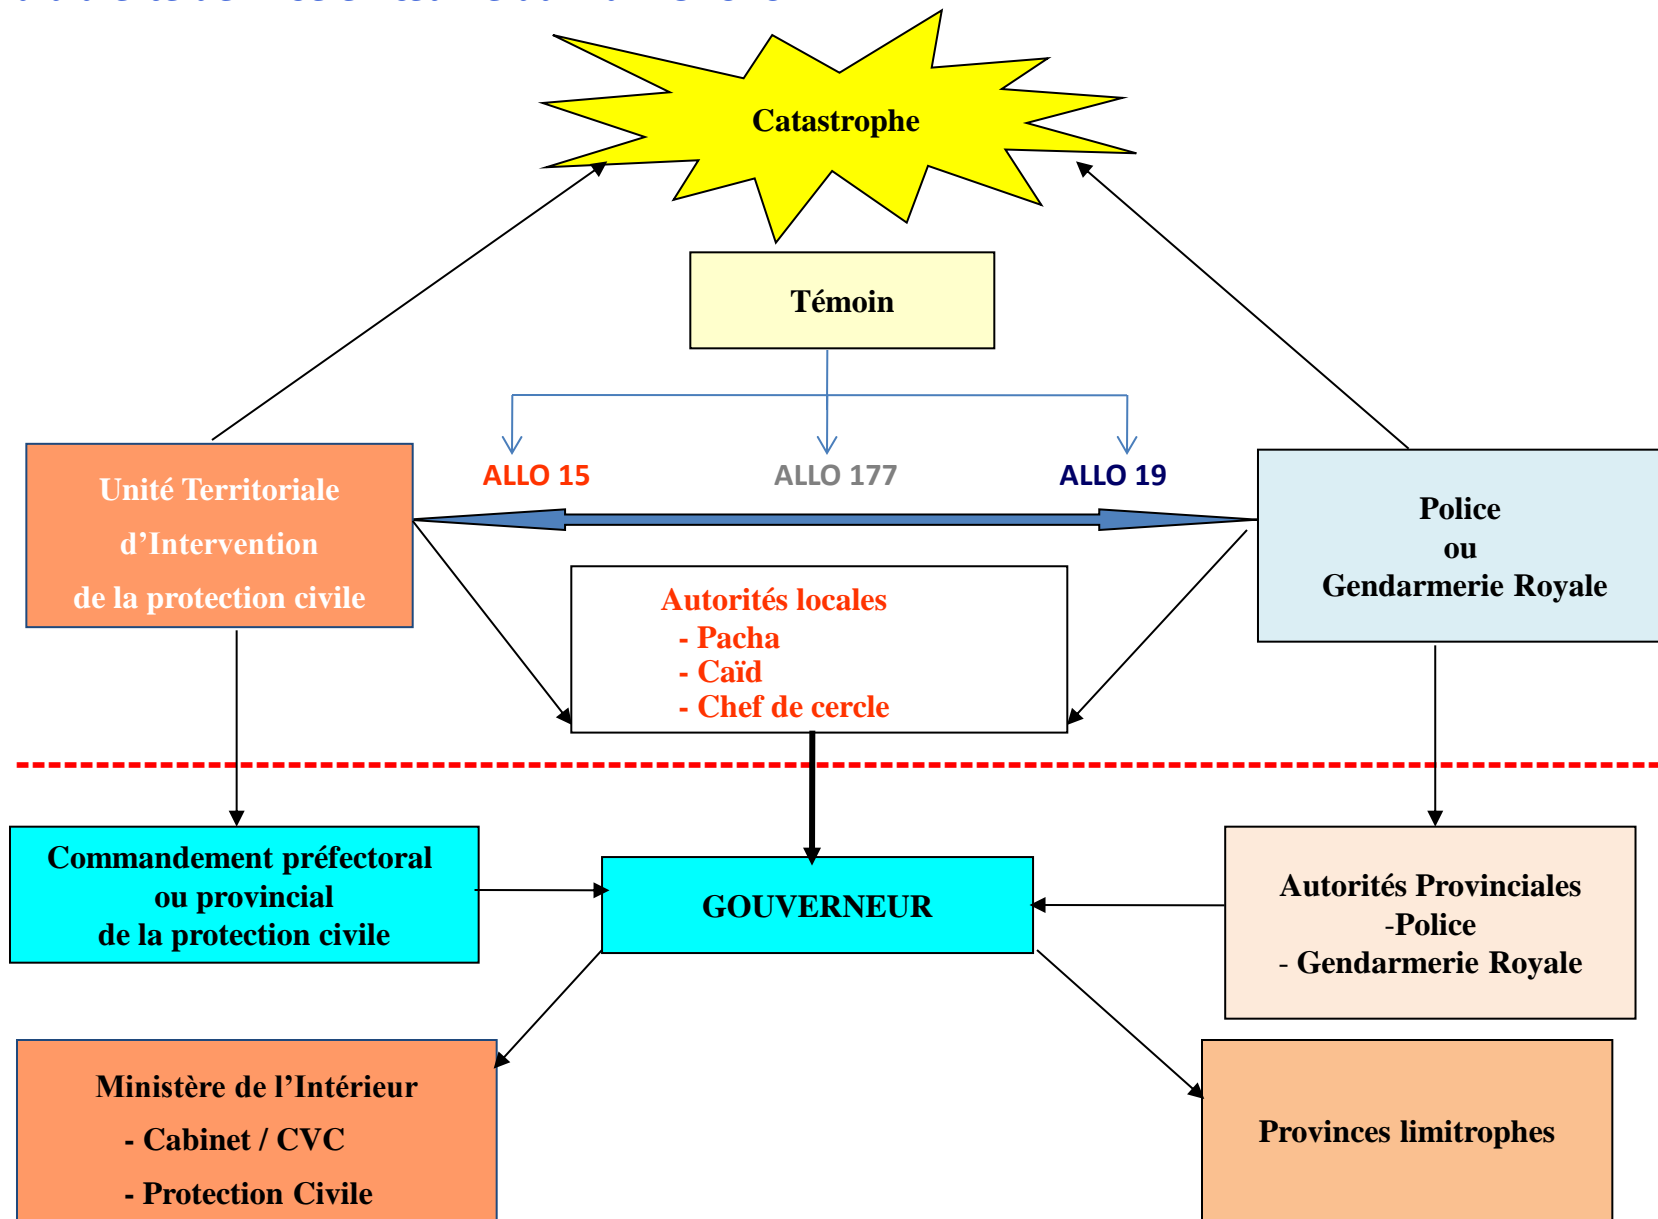 Catastrophe
Témoin
ALLO 15
ALLO 177
ALLO 19
Unité Territoriale
d’Intervention
de la protection civile
Police
ou
Gendarmerie Royale
Autorités locales
- Pacha
- Caïd
- Chef de cercle
Commandement préfectoral
ou provincial
de la protection civile
GOUVERNEUR
Autorités Provinciales
-Police
- Gendarmerie Royale
Ministère de l’Intérieur
- Cabinet / CVC
- Protection Civile
Provinces limitrophes